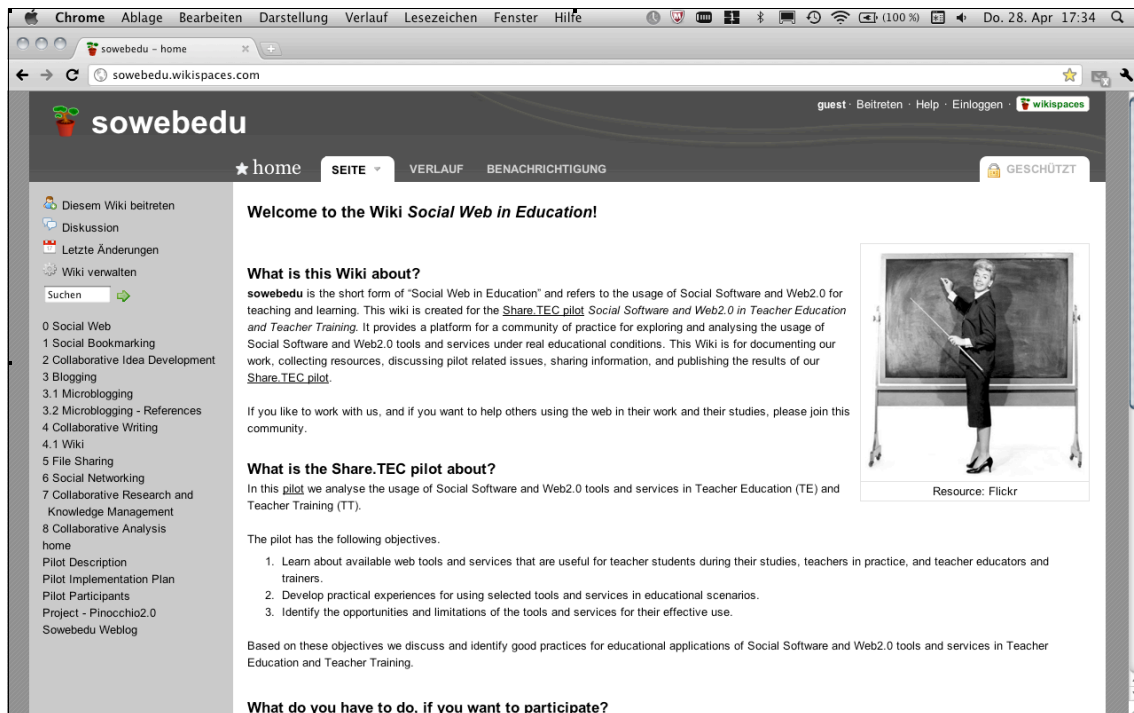 Chrome Ablage Bearbeiten Darstellung Verlauf Lesezeichen Fenster Hilfe (100 %) Do. 28. Apr 17:34
sowebedu – home
sowebedu.wikispaces.com
guest · Beitreten · Help · Einloggen · wikispaces
sowebedu
home SEITE VERLAUF BENACHRICHTIGUNG GESCHÜTZT
Diesem Wiki beitreten
Diskussion
Letzte Änderungen
Wiki verwalten
Suchen
0 Social Web
1 Social Bookmarking
2 Collaborative Idea Development
3 Blogging
3.1 Microblogging
3.2 Microblogging - References
4 Collaborative Writing
4.1 Wiki
5 File Sharing
6 Social Networking
7 Collaborative Research and
Knowledge Management
8 Collaborative Analysis
home
Pilot Description
Pilot Implementation Plan
Pilot Participants
Project - Pinocchio2.0
Sowebedu Weblog
Welcome to the Wiki Social Web in Education!
What is this Wiki about?
sowebedu is the short form of “Social Web in Education” and refers to the usage of Social Software and Web2.0 for
teaching and learning. This wiki is created for the Share.TEC pilot Social Software and Web2.0 in Teacher Education
and Teacher Training. It provides a platform for a community of practice for exploring and analysing the usage of
Social Software and Web2.0 tools and services under real educational conditions. This Wiki is for documenting our
work, collecting resources, discussing pilot related issues, sharing information, and publishing the results of our
Share.TEC pilot.
If you like to work with us, and if you want to help others using the web in their work and their studies, please join this
community.
Resource: Flickr
What is the Share.TEC pilot about?
In this pilot we analyse the usage of Social Software and Web2.0 tools and services in Teacher Education (TE) and
Teacher Training (TT).
The pilot has the following objectives.
1. Learn about available web tools and services that are useful for teacher students during their studies, teachers in practice, and teacher educators and
trainers.
2. Develop practical experiences for using selected tools and services in educational scenarios.
3. Identify the opportunities and limitations of the tools and services for their effective use.
Based on these objectives we discuss and identify good practices for educational applications of Social Software and Web2.0 tools and services in Teacher
Education and Teacher Training.
What do you have to do, if you want to participate?